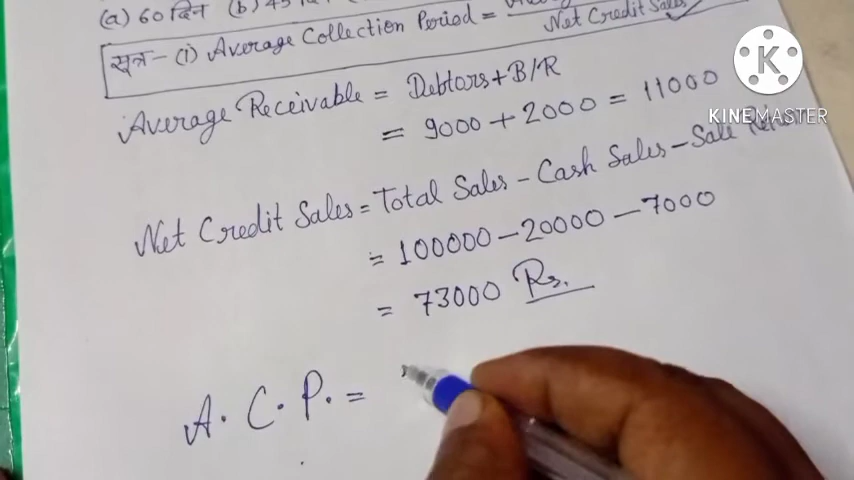 (a) 60 दिन (b) 45
सूत्र - (i) Average Collection Period =
Net Credit Sales
Average Receivable = Debtors + B/R
= 9000 + 2000 = 11000
Net Credit Sales = Total Sales - Cash Sales - Sale
= 100000 - 20000 - 7000
= 73000 Rs.
A. C. P. =
K
KINEMASTER